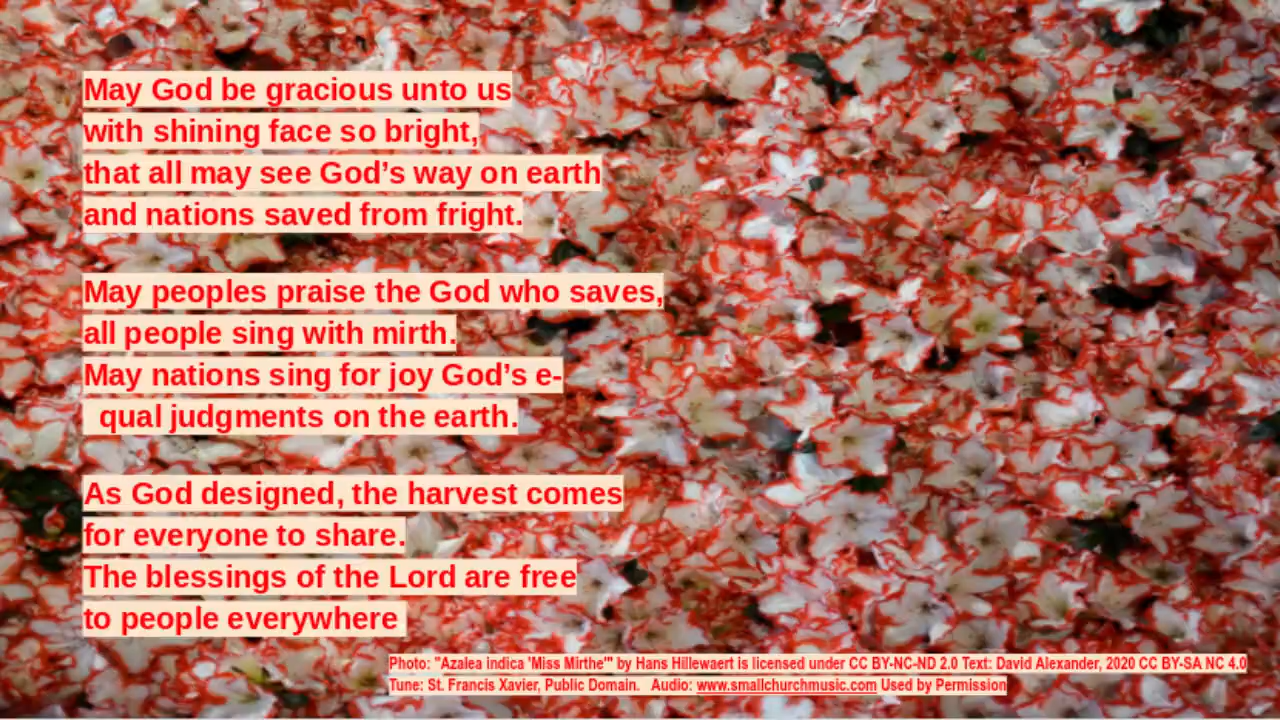 May God be gracious unto us
with shining face so bright,
that all may see God’s way on earth
and nations saved from fright.
May peoples praise the God who saves,
all people sing with mirth.
May nations sing for joy God’s e-
qual judgments on the earth.
As God designed, the harvest comes
for everyone to share.
The blessings of the Lord are free
to people everywhere
Photo: "Azalea indica 'Miss Mirthe'" by Hans Hillewaert is licensed under CC BY-NC-ND 2.0 Text: David Alexander, 2020 CC BY-SA NC 4.0
Tune: St. Francis Xavier, Public Domain. Audio: www.smallchurchmusic.com Used by Permission